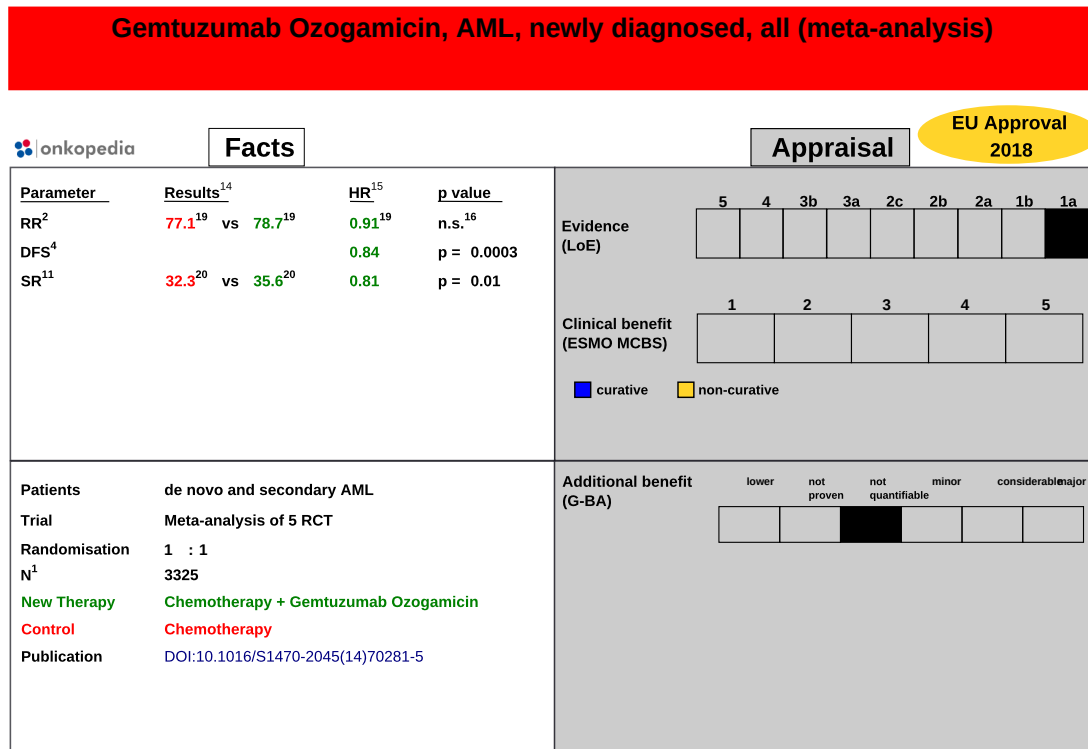 Gemtuzumab Ozogamicin, AML, newly diagnosed, all (meta-analysis)
onkopedia
Facts
Appraisal
EU Approval
2018
Parameter Results14 HR15 p value
RR2 77.119 vs 78.719 0.9119 n.s.16
DFS4 0.84 p = 0.0003
SR11 32.320 vs 35.620 0.81 p = 0.01
5 4 3b 3a 2c 2b 2a 1b 1a
Evidence
(LoE)
1 2 3 4 5
Clinical benefit
(ESMO MCBS)
curative non-curative
Patients de novo and secondary AML
Trial Meta-analysis of 5 RCT
Randomisation 1 : 1
N1 3325
New Therapy Chemotherapy + Gemtuzumab Ozogamicin
Control Chemotherapy
Publication DOI:10.1016/S1470-2045(14)70281-5
Additional benefit
(G-BA)
lower not not minor considerable major
proven quantifiable